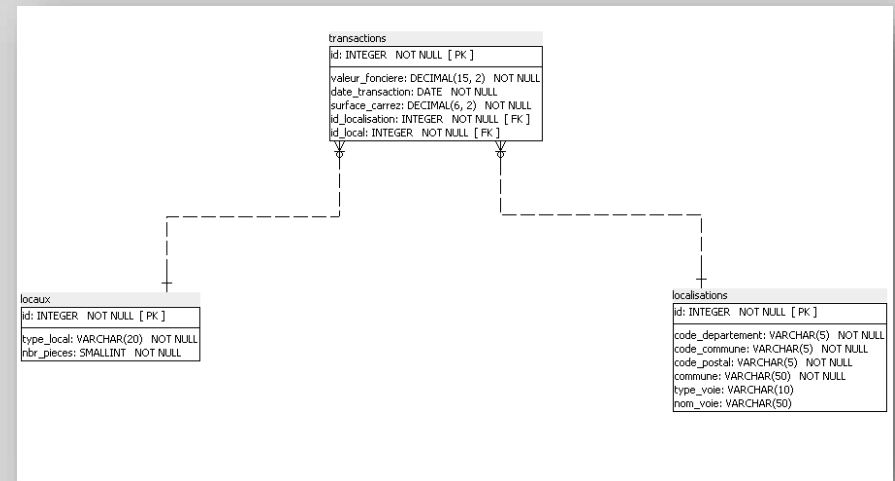 transactions
id: INTEGER NOT NULL [ PK ]
valeur_fonciere: DECIMAL(15, 2) NOT NULL
date_transaction: DATE NOT NULL
surface_carrez: DECIMAL(6, 2) NOT NULL
id_localisation: INTEGER NOT NULL [ FK ]
id_local: INTEGER NOT NULL [ FK ]
locaux
id: INTEGER NOT NULL [ PK ]
type_local: VARCHAR(20) NOT NULL
nbr_pieces: SMALLINT NOT NULL
localisations
id: INTEGER NOT NULL [ PK ]
code_departement: VARCHAR(5) NOT NULL
code_commune: VARCHAR(5) NOT NULL
code_postal: VARCHAR(5) NOT NULL
commune: VARCHAR(50) NOT NULL
type_voie: VARCHAR(10)
nom_voie: VARCHAR(50)